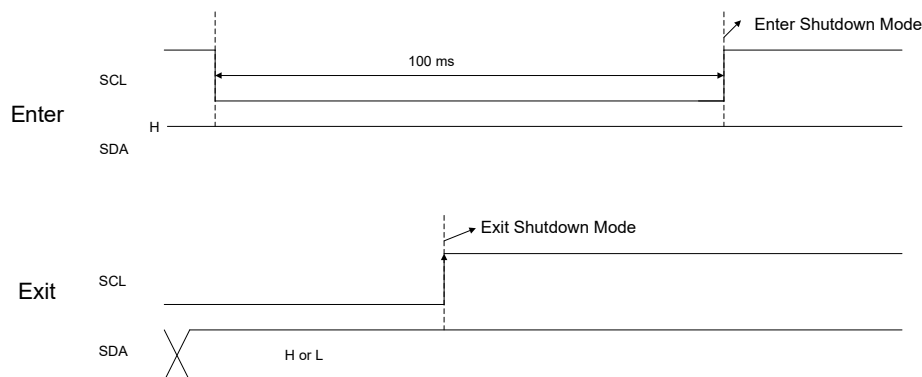 Enter Shutdown Mode
100 ms
SCL
Enter
H
SDA
Exit Shutdown Mode
SCL
Exit
SDA
H or L